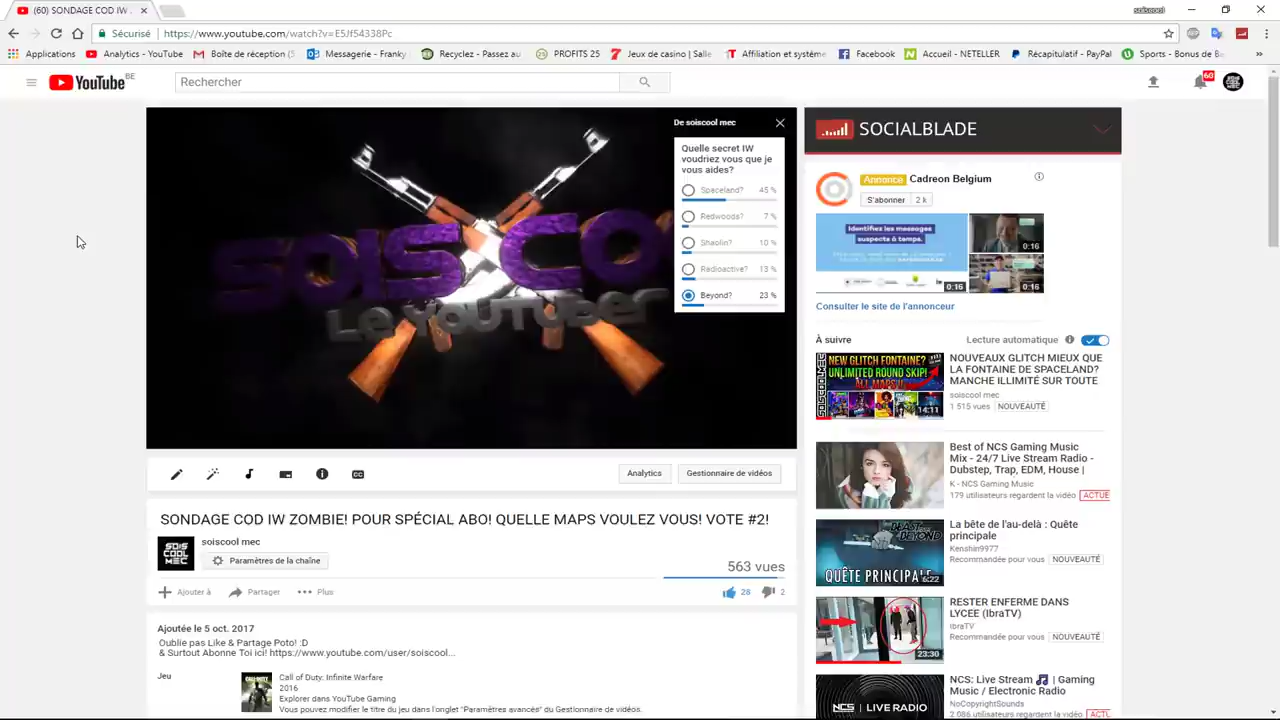 (60) SONDAGE COD IW
soiscool
Sécurisé
https://www.youtube.com/watch?v=E5Jf54338Pc
Applications
Analytics - YouTube
Boîte de réception (5
Messagerie - Franky
Recyclez - Passez au
PROFITS 25
Jeux de casino | Salle
Affiliation et système
Facebook
Accueil - NETELLER
Récapitulatif - PayPal
Sports - Bonus de B
YouTube BE
Rechercher
60
De soiscool mec
Quelle secret IW
voudriez vous que je
vous aides?
Spaceland? 45 %
Redwoods? 7 %
Shaolin? 10 %
Radioactive? 13 %
Beyond? 23 %
SOCIALBLADE
Annonce Cadreon Belgium
S'abonner 2 k
Identifiez les messages
suspects à temps.
0:16
0:16
0:16
Consulter le site de l'annonceur
À suivre
Lecture automatique
NEW GLITCH FONTAINE?
UNLIMITED ROUND SKIP!
ALL MAPS!!
SOISCOOLMEC
14:11
NOUVEAUX GLITCH MIEUX QUE
LA FONTAINE DE SPACELAND?
MANCHE ILLIMITÉ SUR TOUTE
soiscool mec
1 515 vues NOUVEAUTÉ
Best of NCS Gaming Music
Mix - 24/7 Live Stream Radio -
Dubstep, Trap, EDM, House |
K - NCS Gaming Music
179 utilisateurs regardent la vidéo ACTUE
BEAST FROM BEYOND
QUÊTE PRINCIPALE
6:22
La bête de l'au-delà : Quête
principale
Kenshin9977
Recommandée pour vous NOUVEAUTÉ
23:30
RESTER ENFERME DANS
LYCEE (IbraTV)
IbraTV
Recommandée pour vous NOUVEAUTÉ
NCS | LIVE RADIO
NCS: Live Stream 🎵 | Gaming
Music / Electronic Radio
NoCopyrightSounds
2 086 utilisateurs regardent la vidéo ACTL
CC
Analytics
Gestionnaire de vidéos
SONDAGE COD IW ZOMBIE! POUR SPÉCIAL ABO! QUELLE MAPS VOULEZ VOUS! VOTE #2!
SOIS
COOL
MEC
soiscool mec
Paramètres de la chaîne
563 vues
Ajouter à
Partager
Plus
28
2
Ajoutée le 5 oct. 2017
Oublie pas Like & Partage Poto! ;D
& Surtout Abonne Toi ici! https://www.youtube.com/user/soiscool...
Jeu
Call of Duty: Infinite Warfare
2016
Explorer dans YouTube Gaming
Vous pouvez modifier le titre du jeu dans l'onglet "Paramètres avancés" du Gestionnaire de vidéos.